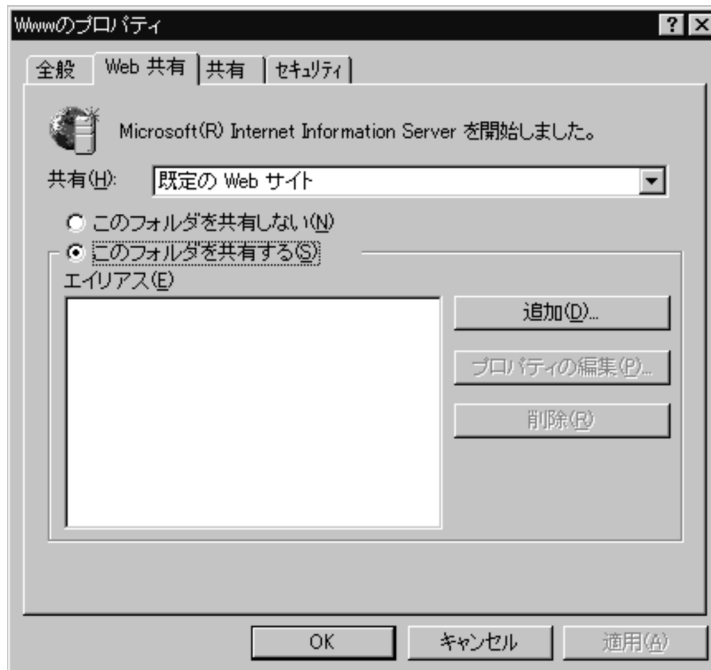 Wwwのプロパティ
全般 Web 共有 共有 セキュリティ
Microsoft(R) Internet Information Server を開始しました。
共有(H): 既定の Web サイト
このフォルダを共有しない(N)
このフォルダを共有する(S)
エイリアス(E)
追加(D)...
プロパティの編集(P)...
削除(R)
OK キャンセル 適用(A)